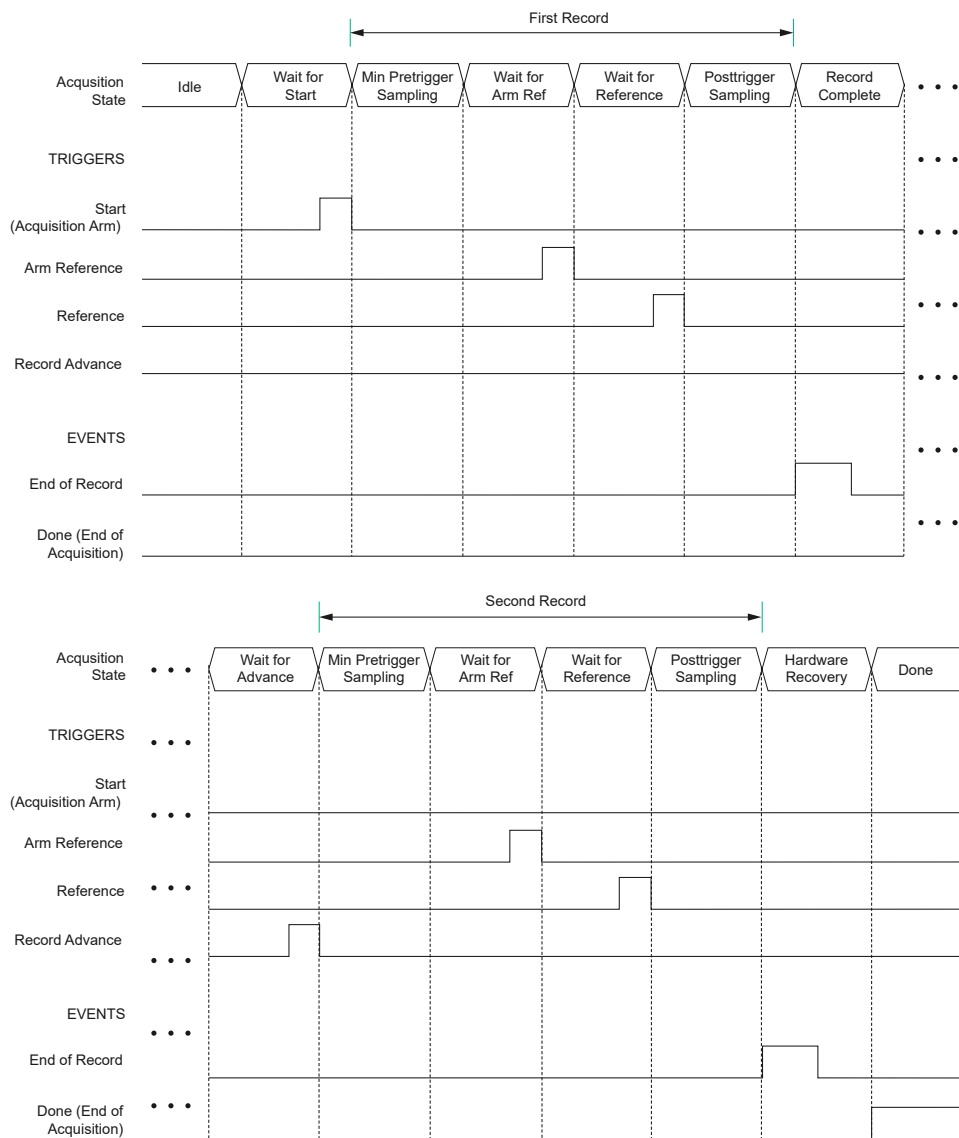 First Record
Acqusition
State
Idle
Wait for
Start
Min Pretrigger
Sampling
Wait for
Arm Ref
Wait for
Reference
Posttrigger
Sampling
Record
Complete
TRIGGERS
Start
(Acquisition Arm)
Arm Reference
Reference
Record Advance
EVENTS
End of Record
Done (End of
Acquisition)
Second Record
Acqusition
State
Wait for
Advance
Min Pretrigger
Sampling
Wait for
Arm Ref
Wait for
Reference
Posttrigger
Sampling
Hardware
Recovery
Done
TRIGGERS
Start
(Acquisition Arm)
Arm Reference
Reference
Record Advance
EVENTS
End of Record
Done (End of
Acquisition)